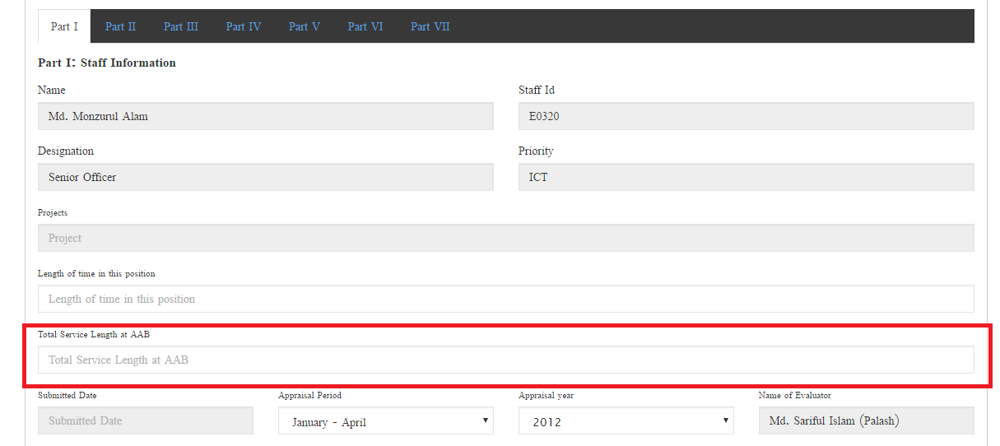 Part I Part II Part III Part IV Part V Part VI Part VII
Part I: Staff Information
Name Staff Id
Md. Monzurul Alam E0320
Designation Priority
Senior Officer ICT
Projects
Project
Length of time in this position
Length of time in this position
Total Service Length at AAB
Total Service Length at AAB
Submitted Date Appraisal Period Appraisal year Name of Evaluator
Submitted Date January - April 2012 Md. Sariful Islam (Palash)